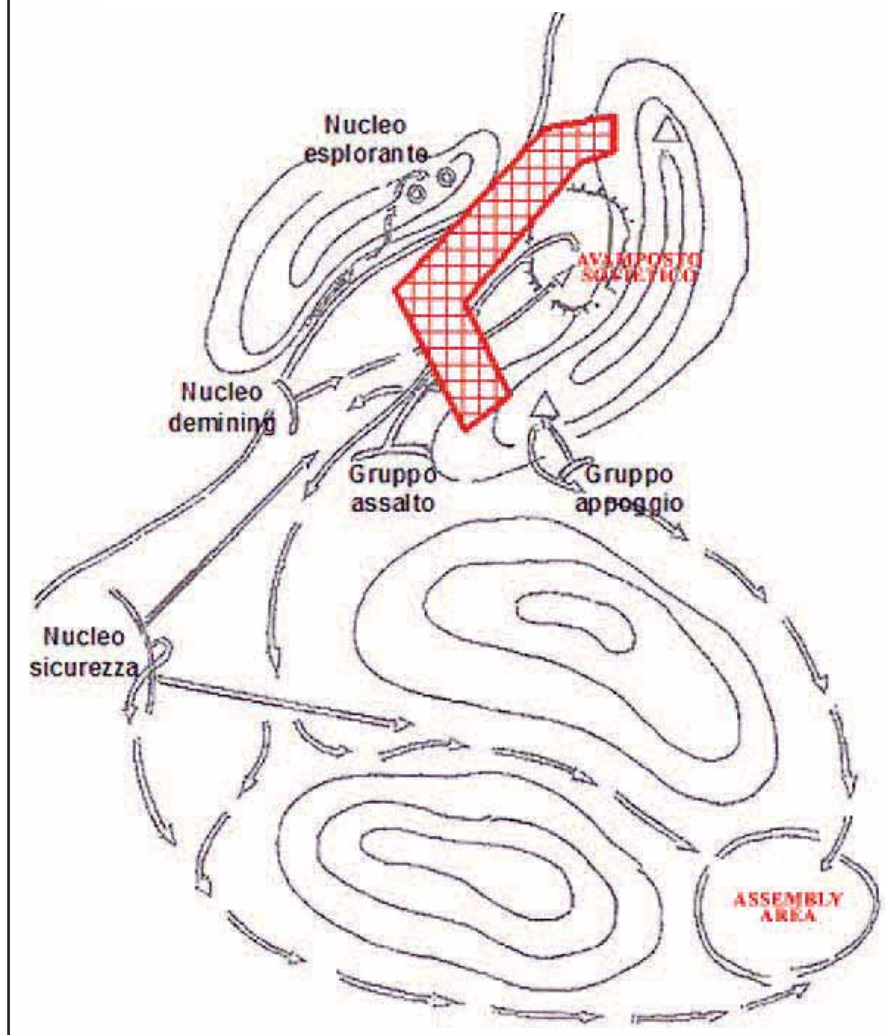 Nucleo
esplorante
AVAMPOSTO
SOVIETICO
Nucleo
demining
Gruppo
assalto
Gruppo
appoggio
Nucleo
sicurezza
ASSEMBLY
AREA